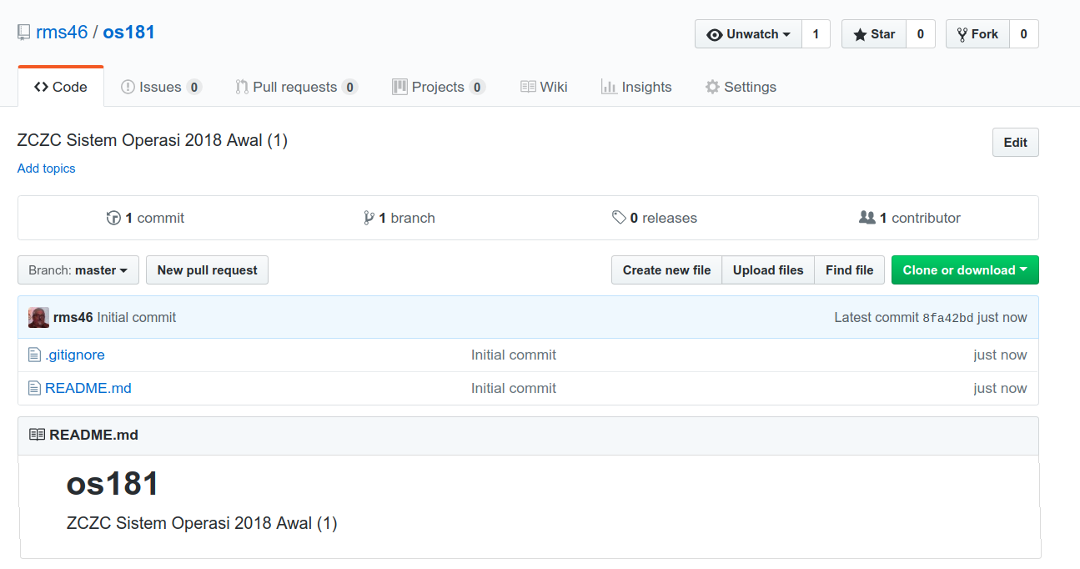 rms46 / os181
Unwatch 1 Star 0 Fork 0
Code Issues 0 Pull requests 0 Projects 0 Wiki Insights Settings
ZCZC Sistem Operasi 2018 Awal (1)
Edit
Add topics
1 commit 1 branch 0 releases 1 contributor
Branch: master New pull request Create new file Upload files Find file Clone or download
rms46 Initial commit Latest commit 8fa42bd just now
.gitignore Initial commit just now
README.md Initial commit just now
README.md
os181
ZCZC Sistem Operasi 2018 Awal (1)